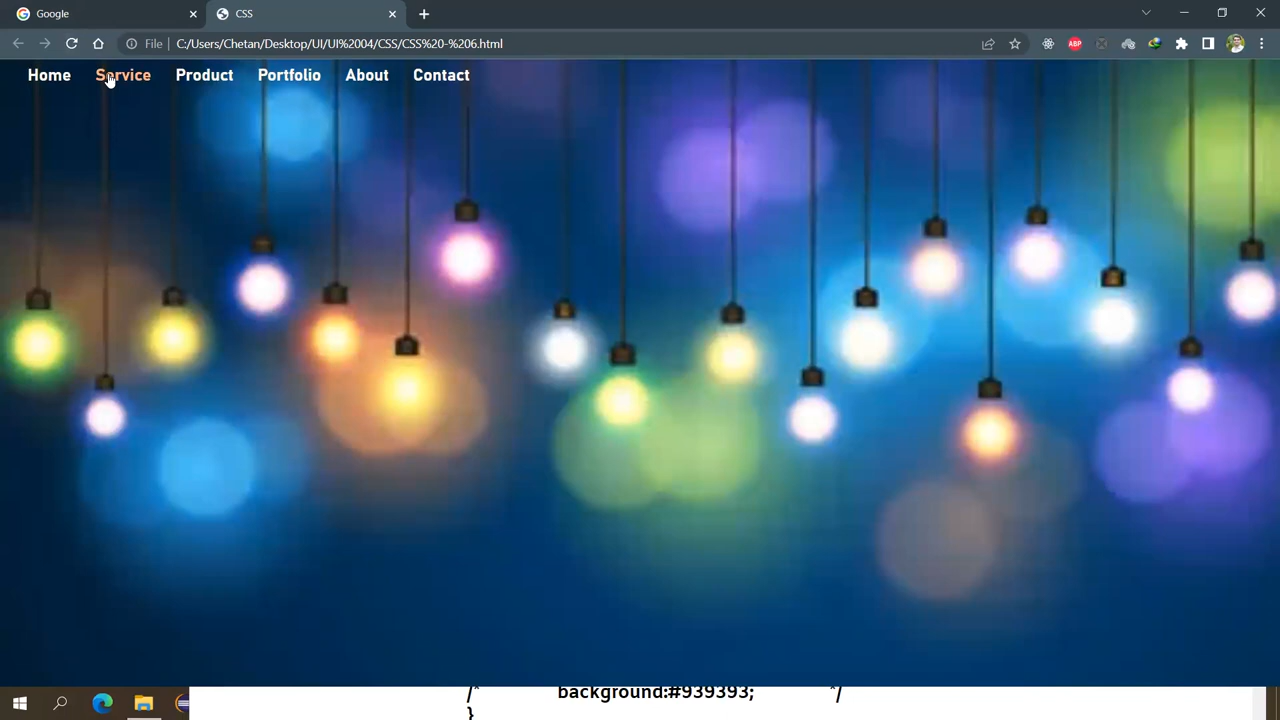 Google
CSS
File
C:/Users/Chetan/Desktop/UI/UI%2004/CSS/CSS%20-%206.html
ABP
Home Service Product Portfolio About Contact
/* background:#939393; */
}